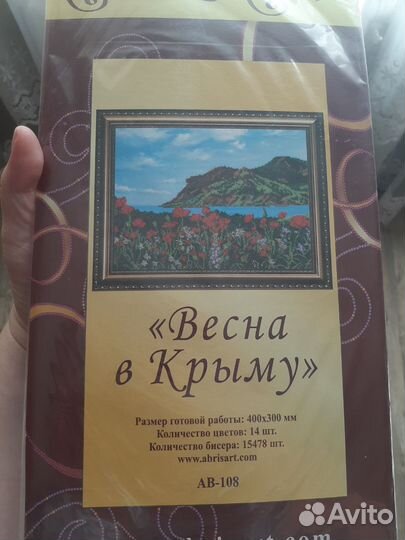 «Весна
в Крыму»
Размер готовой работы: 400x300 мм
Количество цветов: 14 шт.
Количество бисера: 15478 шт.
www.abrisart.com
АВ-108
Avito